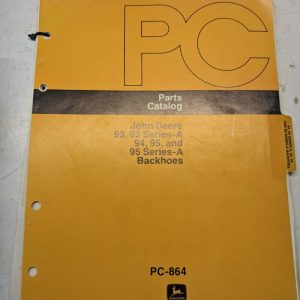 PC
Parts
Catalog
John Deere
93, 93 Series-A
94, 95, and
95 Series-A
Backhoes
PC-864